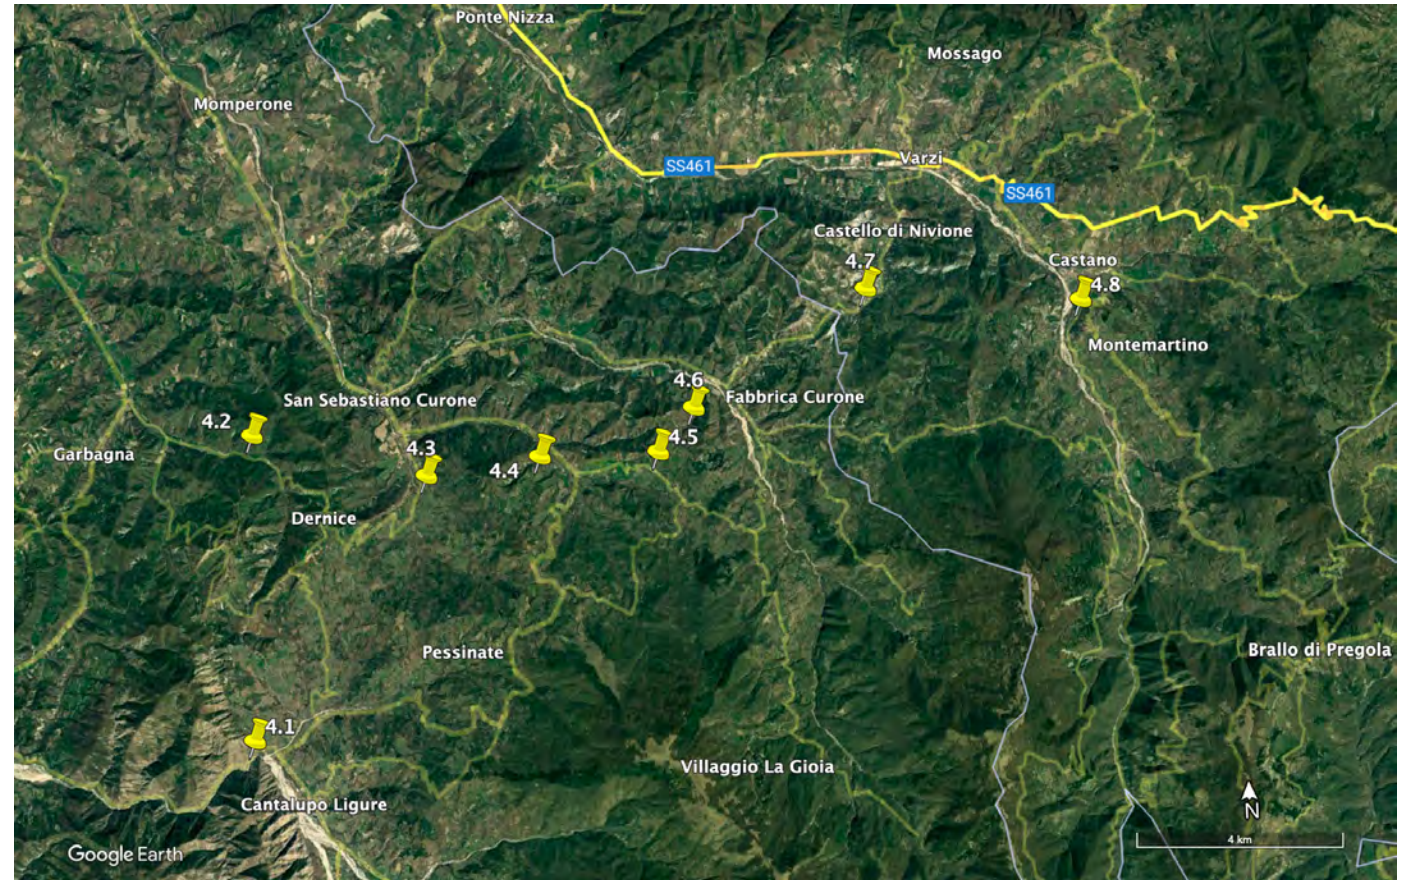 Ponte Nizza
Mossago
Momperone
Varzi
SS461
SS461
Castello di Nivione
4.7
Castano
4.8
Montemartino
4.6
San Sebastiano Curone
Fabbrica Curone
4.2
4.5
4.3
Garbagna
4.4
Dernice
Pessinate
Brallo di Pregola
4.1
Villaggio La Gioia
Cantalupo Ligure
N
4 km
Google Earth